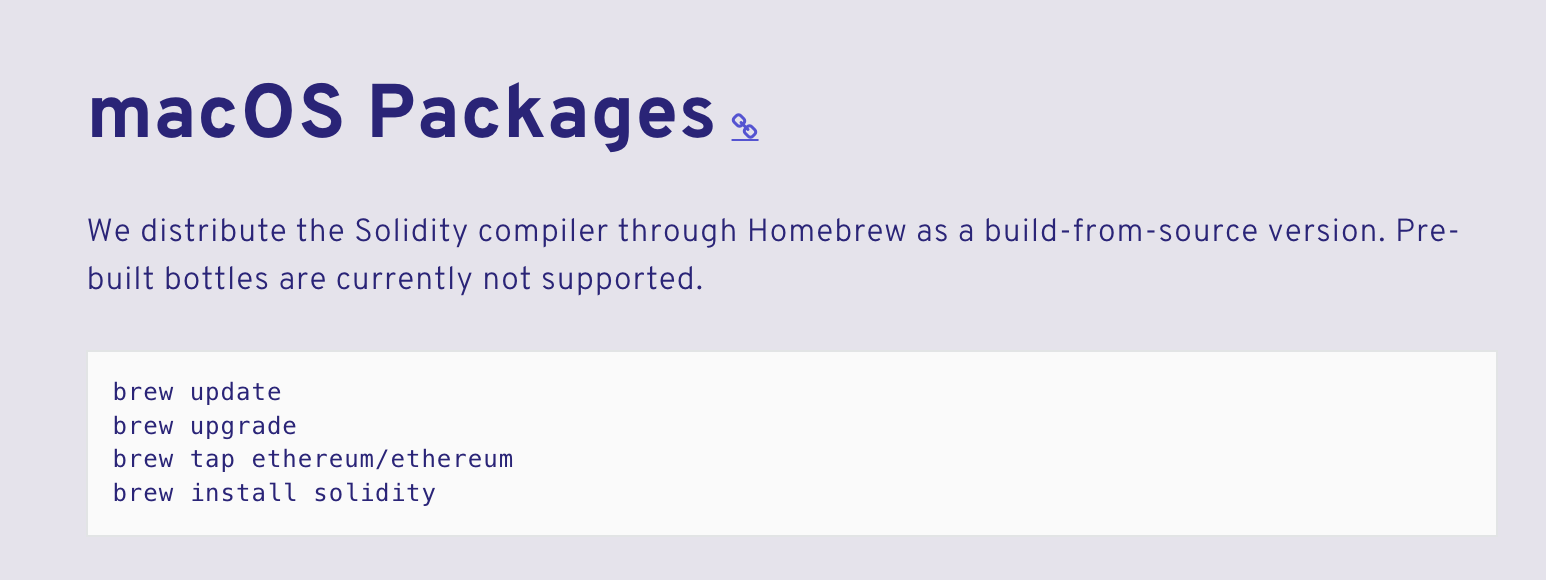 macOS Packages
We distribute the Solidity compiler through Homebrew as a build-from-source version. Pre-
built bottles are currently not supported.
brew update
brew upgrade
brew tap ethereum/ethereum
brew install solidity